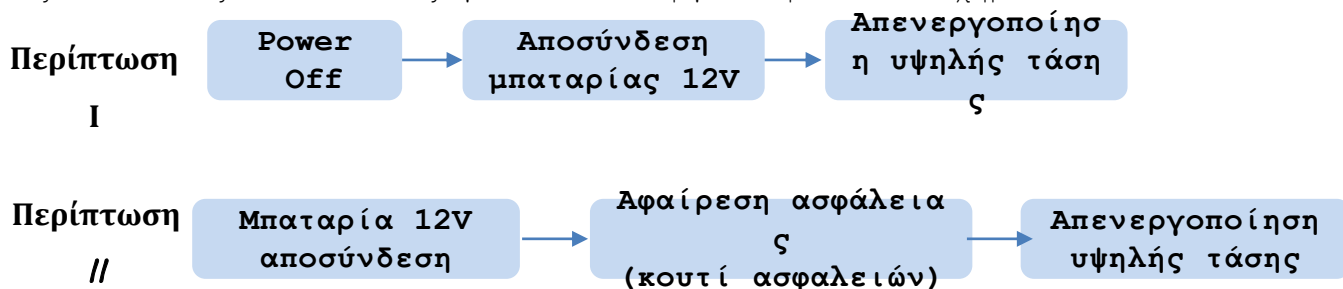 Περίπτωση
I
Power
Off
Αποσύνδεση
μπαταρίας 12V
Απενεργοποίησ
η υψηλής τάση
ς
Περίπτωση
//
Μπαταρία 12V
αποσύνδεση
Αφαίρεση ασφάλεια
ς
(κουτί ασφαλειών)
Απενεργοποίηση
υψηλής τάσης